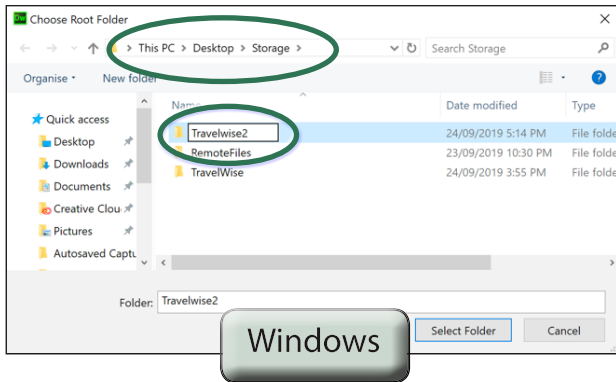 Dw Choose Root Folder
This PC > Desktop > Storage >
Search Storage
Organise
New folder
Name
Date modified
Type
Quick access
Desktop
Downloads
Documents
Creative Clou
Pictures
Autosaved Captu
Travelwise2
24/09/2019 5:14 PM
File folde
RemoteFiles
23/09/2019 10:30 PM
File folde
TravelWise
24/09/2019 3:55 PM
File folde
Folder:
Travelwise2
Select Folder
Cancel
Windows